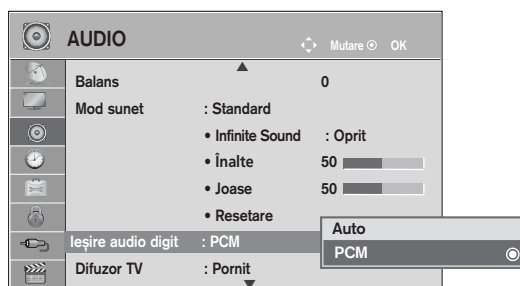 AUDIO Mutare OK
Balans 0
Mod sunet : Standard
• Infinite Sound : Oprit
• Înalte 50
• Joase 50
• Resetare
Ieşire audio digit : PCM
Auto
PCM
Difuzor TV : Pornit